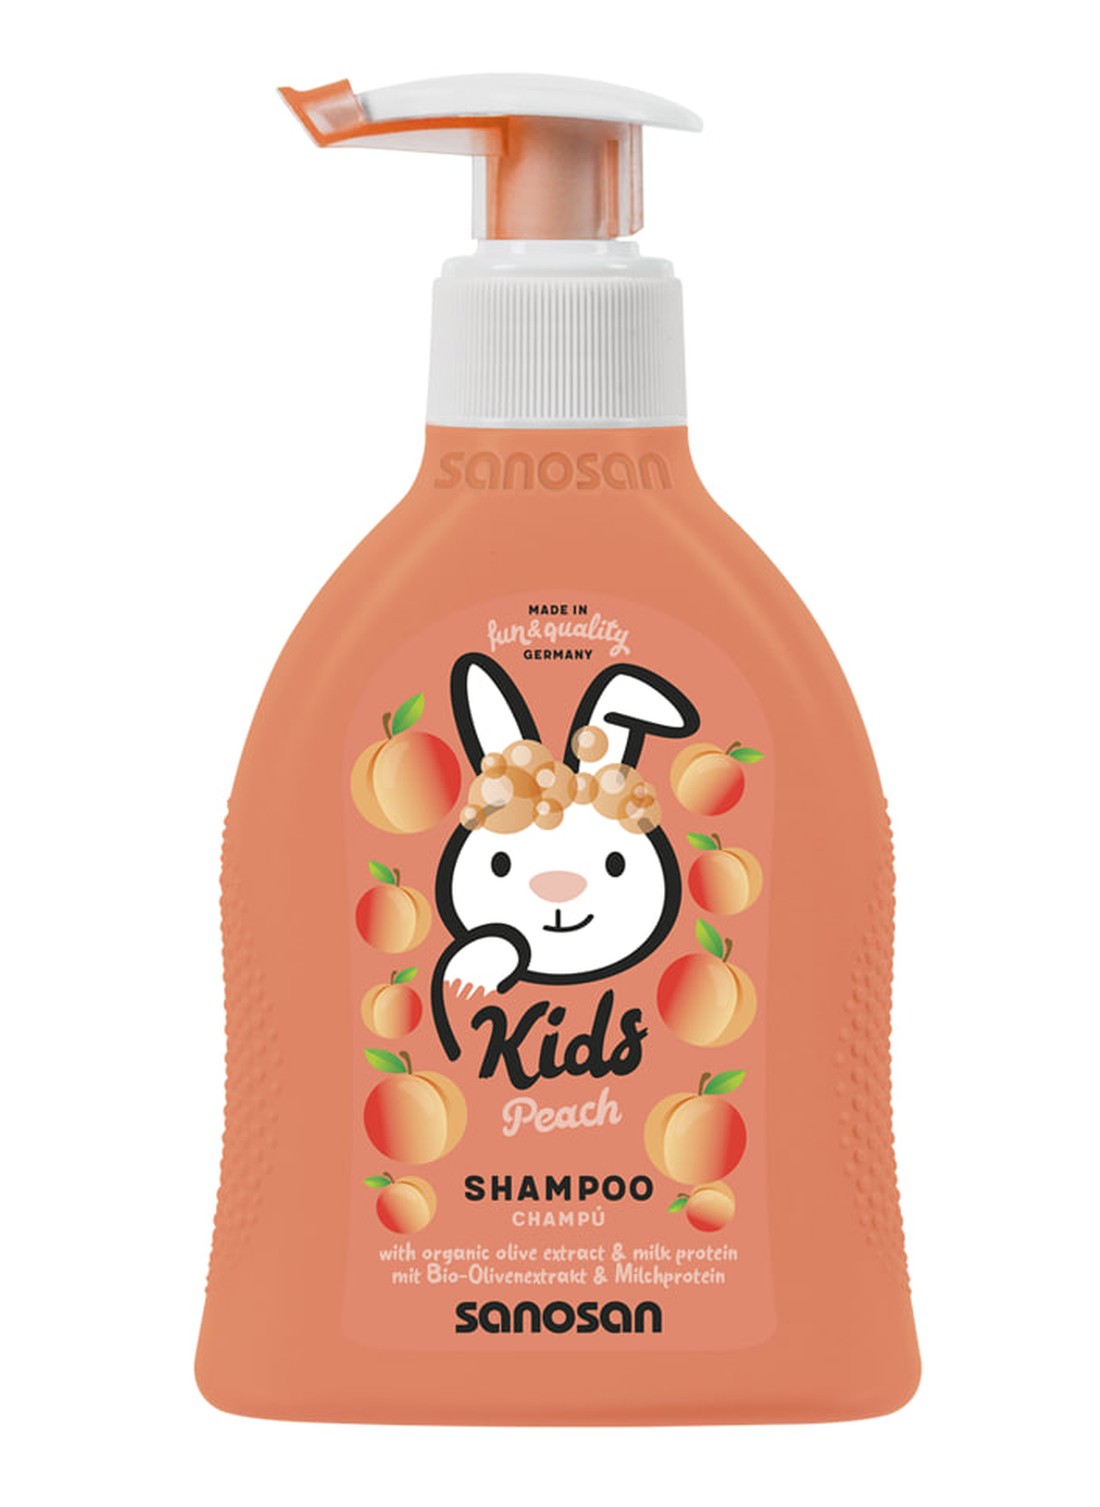 sanosan
MADE IN
fun & quality
GERMANY
Kids
Peach
SHAMPOO
CHAMPÚ
with organic olive extract & milk protein
mit Bio-Olivenextrakt & Milchprotein
sanosan